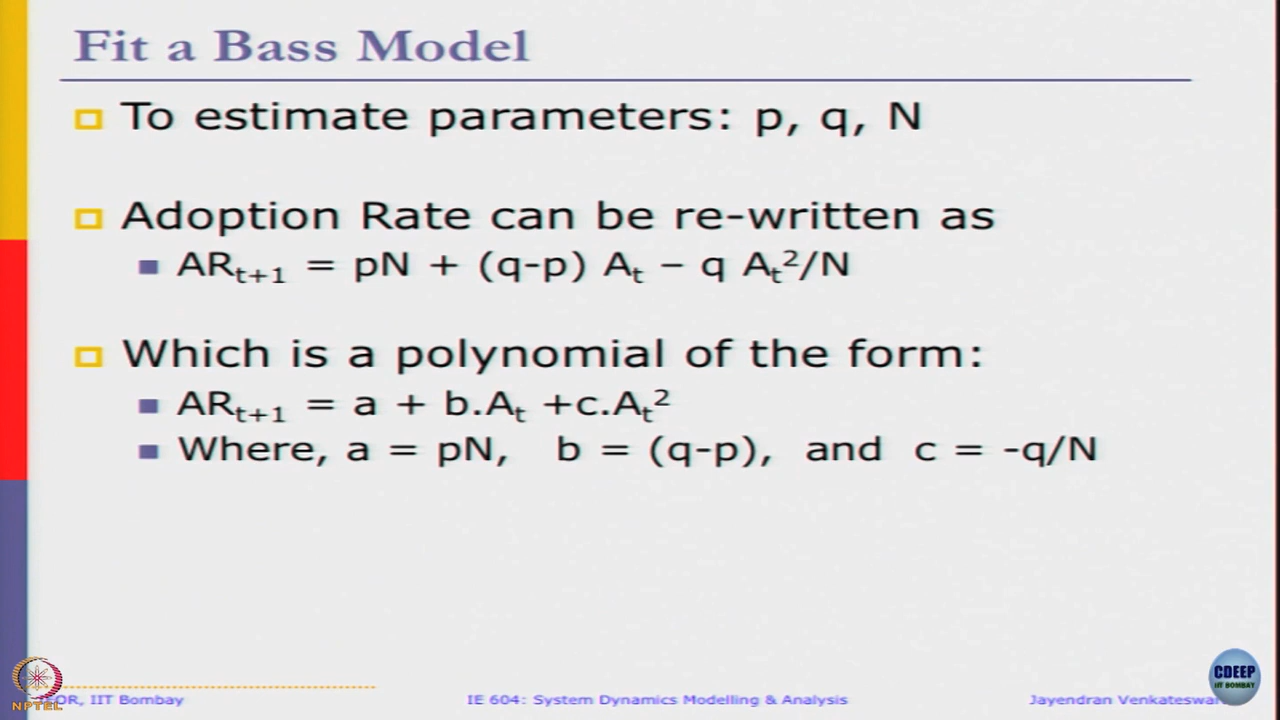 Fit a Bass Model
To estimate parameters: p, q, N
Adoption Rate can be re-written as
ARₜ₊₁ = pN + (q-p) Aₜ – q Aₜ²/N
Which is a polynomial of the form:
ARₜ₊₁ = a + b.Aₜ +c.Aₜ²
Where, a = pN, b = (q-p), and c = -q/N
CDEEP
IIT BOMBAY
IIT Bombay
IE 604: System Dynamics Modelling & Analysis
Jayendran
NPTEL